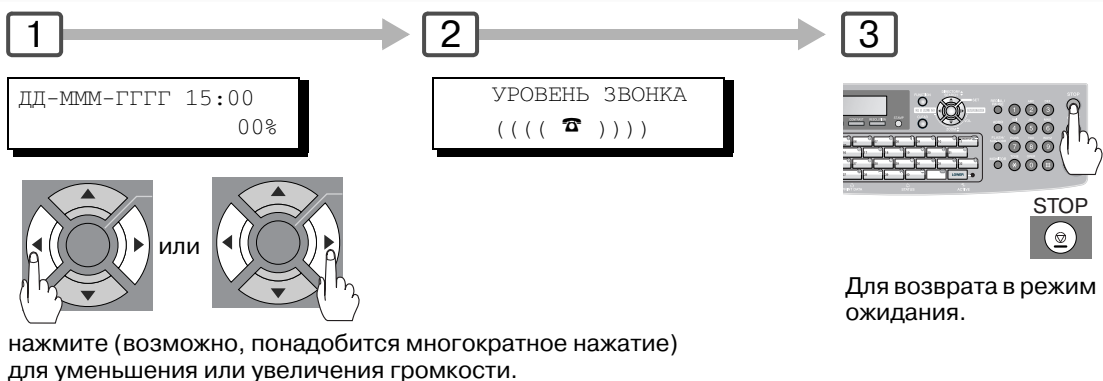 1
2
3
ДД-МММ-ГГГГ 15:00
00%
УРОВЕНЬ ЗВОНКА
(((( ☎ ))))
или
STOP
STOP
Для возврата в режим
ожидания.
нажмите (возможно, понадобится многократное нажатие)
для уменьшения или увеличения громкости.